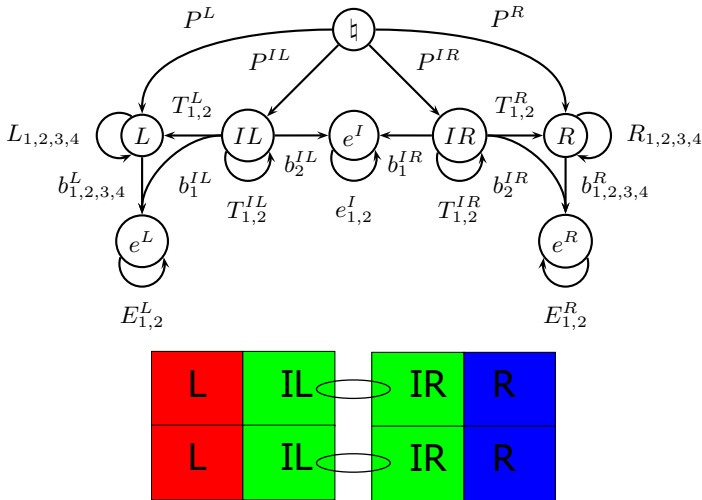 P^L ♮ P^R
P^{IL} P^{IR}
T^L_{1,2} T^R_{1,2}
L_{1,2,3,4} L IL e^I IR R R_{1,2,3,4}
b^L_{1,2,3,4} b^{IL}_1 b^{IL}_2 b^{IR}_1 b^{IR}_2 b^R_{1,2,3,4}
T^{IL}_{1,2} e^I_{1,2} T^{IR}_{1,2}
e^L e^R
E^L_{1,2} E^R_{1,2}
L IL IR R
L IL IR R